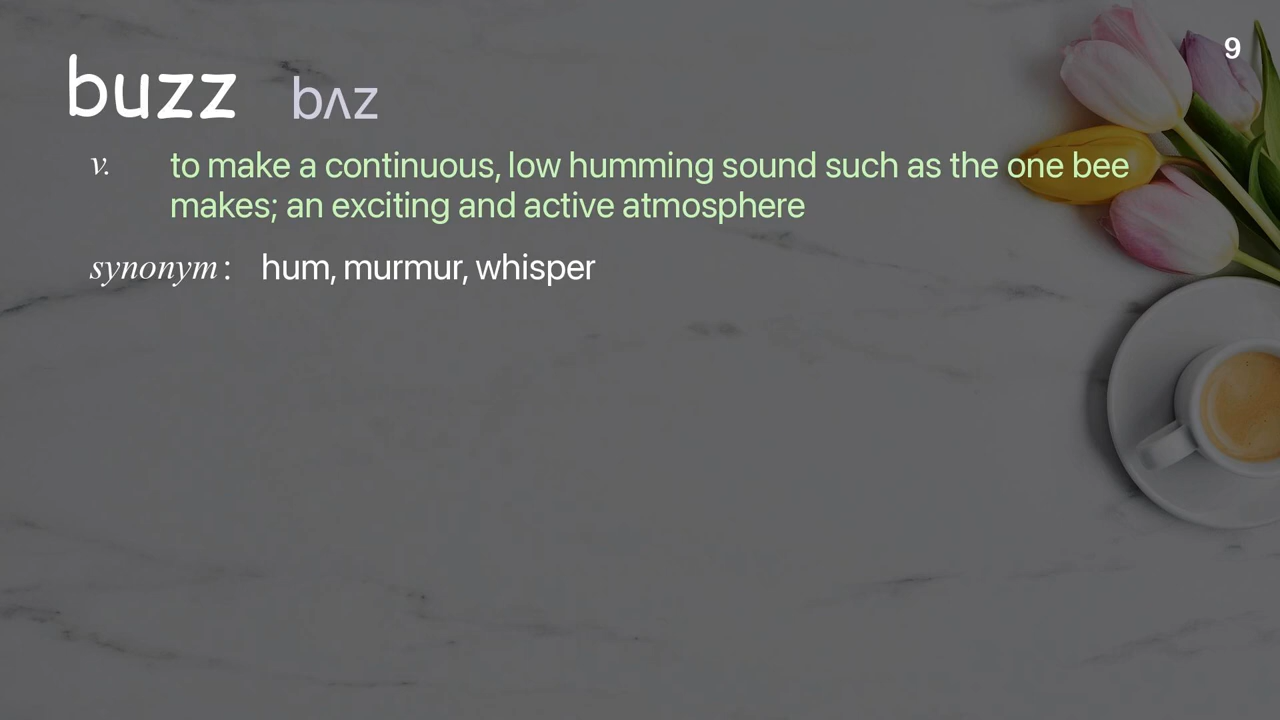 9
buzz bʌz
v. to make a continuous, low humming sound such as the one bee
makes; an exciting and active atmosphere
synonym: hum, murmur, whisper